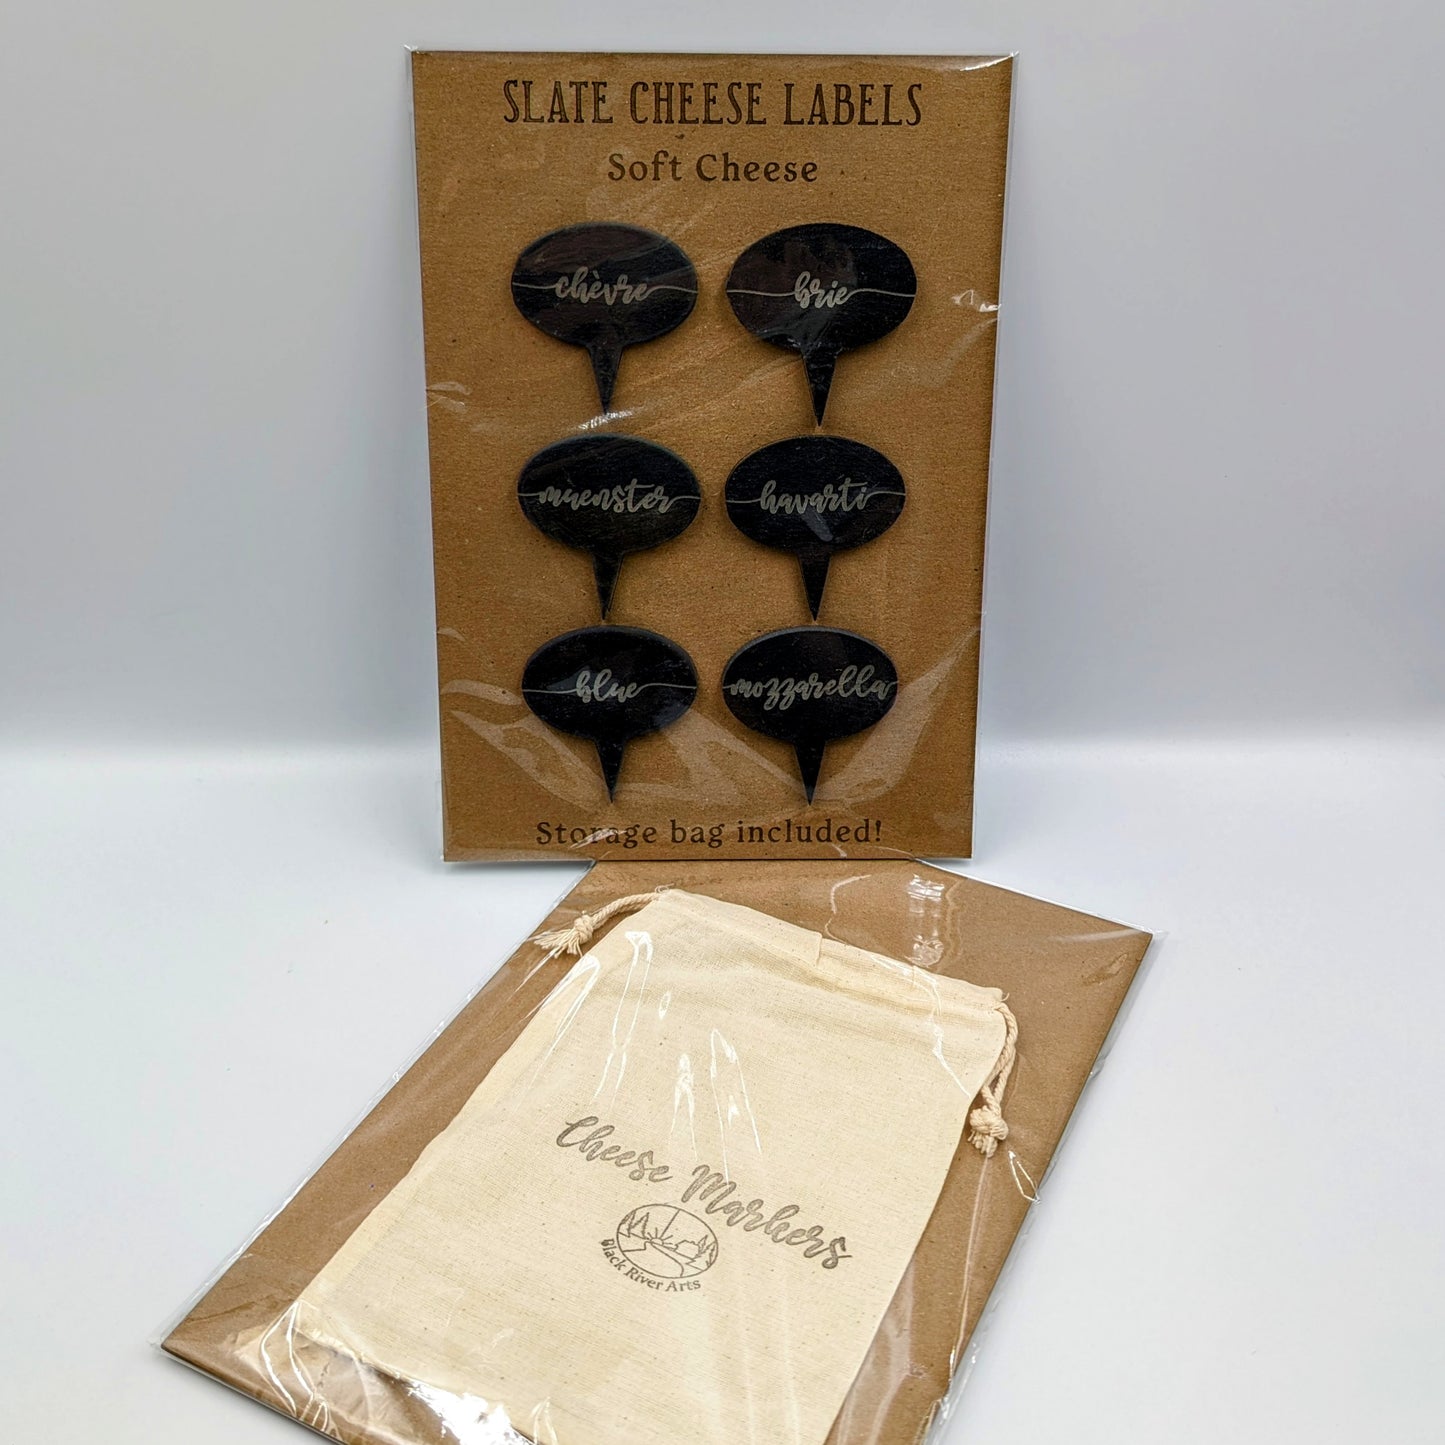 SLATE CHEESE LABELS
Soft Cheese
chèvre
brie
muenster
havarti
blue
mozzarella
Storage bag included!
Cheese Markers
Black River Arts